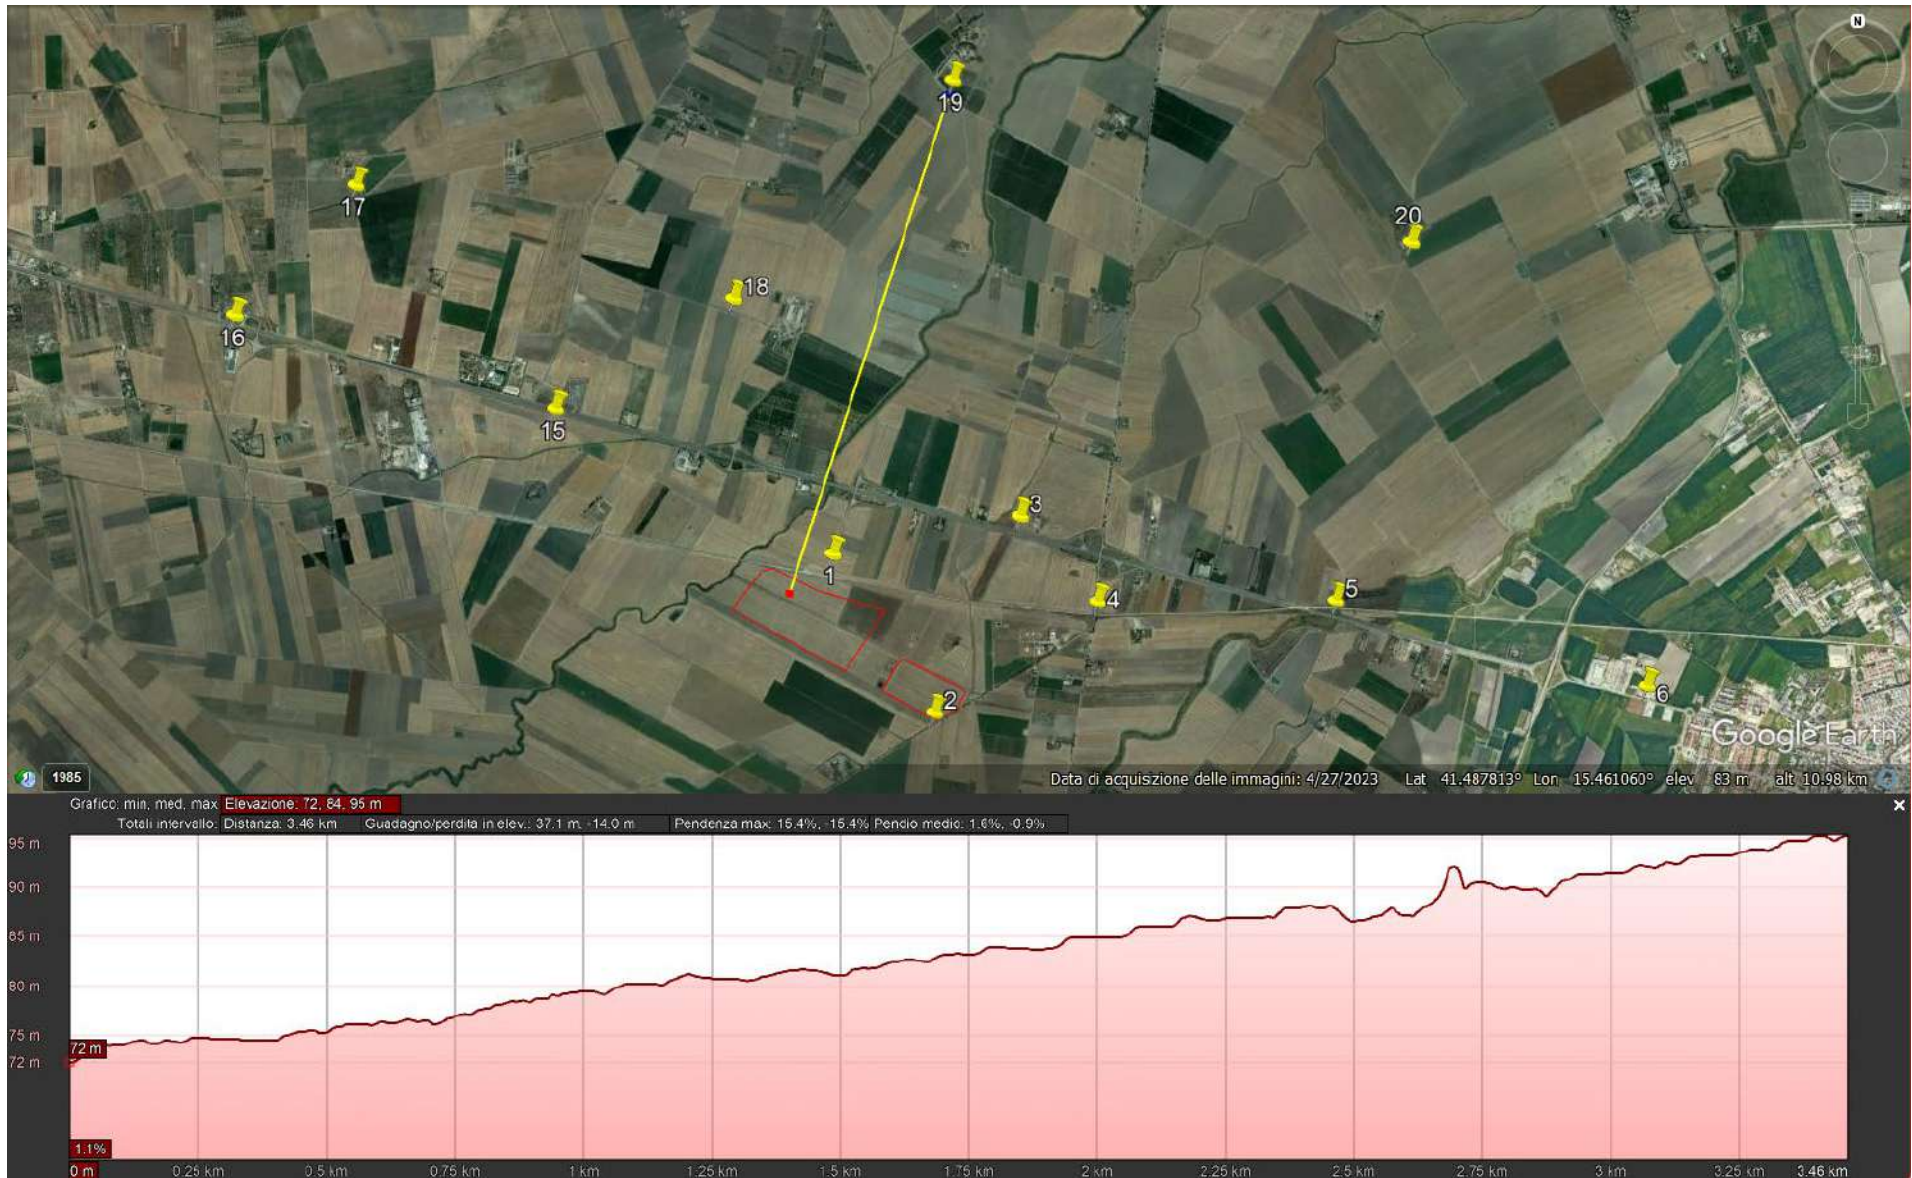 N
19
17
20
18
16
15
3
1
5
4
6
2
Google Earth
1985
Data di acquisizione delle immagini: 4/27/2023 Lat 41.487813° Lon 15.461060° elev 83 m alt 10.98 km
Grafico: min, med, max Elevazione: 72, 84, 95 m
Totali intervallo: Distanza: 3.46 km Guadagno/perdita in elev.: 37.1 m, -14.0 m Pendenza max: 15.4%, -15.4% Pendio medio: 1.6%, -0.9%
95 m
90 m
85 m
80 m
75 m
72 m
72 m
1.1%
0 m 0.25 km 0.5 km 0.75 km 1 km 1.25 km 1.5 km 1.75 km 2 km 2.25 km 2.5 km 2.75 km 3 km 3.25 km 3.46 km